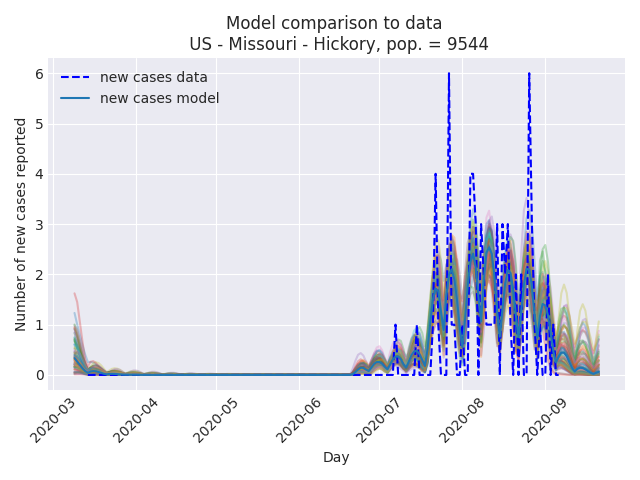 Model comparison to data
US - Missouri - Hickory, pop. = 9544
new cases data
new cases model
Number of new cases reported
6
5
4
3
2
1
0
2020-03
2020-04
2020-05
2020-06
2020-07
2020-08
2020-09
Day